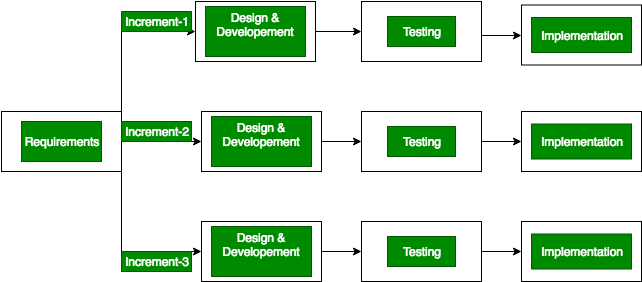 Increment-1
Design &
Developement
Testing
Implementation
Requirements
Increment-2
Design &
Developement
Testing
Implementation
Increment-3
Design &
Developement
Testing
Implementation